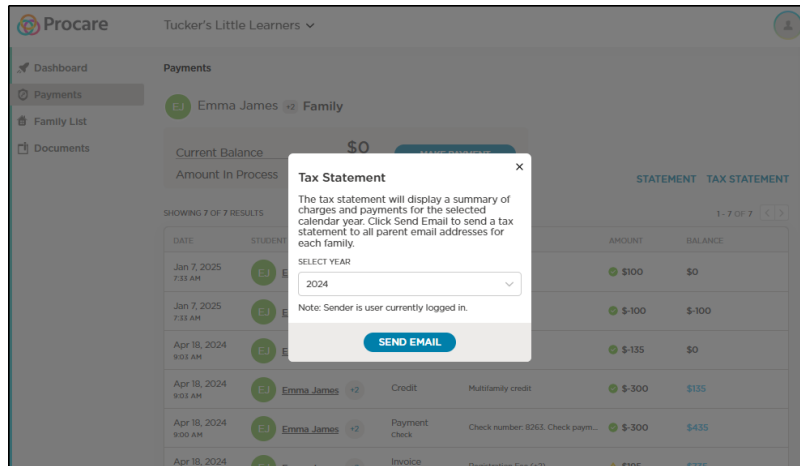 Procare
Tucker's Little Learners
Dashboard
Payments
Family List
Documents
Payments
EJ Emma James +2 Family
Current Balance $0
Amount In Process
STATEMENT TAX STATEMENT
SHOWING 7 OF 7 RESULTS
1 - 7 OF 7
DATE STUDENT AMOUNT BALANCE
Jan 7, 2025
7:33 AM
EJ
$100 $0
Jan 7, 2025
7:33 AM
EJ
$-100 $-100
Apr 18, 2024
9:03 AM
EJ
$-135 $0
Apr 18, 2024
9:03 AM
EJ Emma James +2 Credit Multifamily credit $-300 $135
Apr 18, 2024
9:00 AM
EJ Emma James +2 Payment
Check
Check number: 8263. Check paym... $-300 $435
Apr 18, 2024
Invoice
Tax Statement
The tax statement will display a summary of
charges and payments for the selected
calendar year. Click Send Email to send a tax
statement to all parent email addresses for
each family.
SELECT YEAR
2024
Note: Sender is user currently logged in.
SEND EMAIL